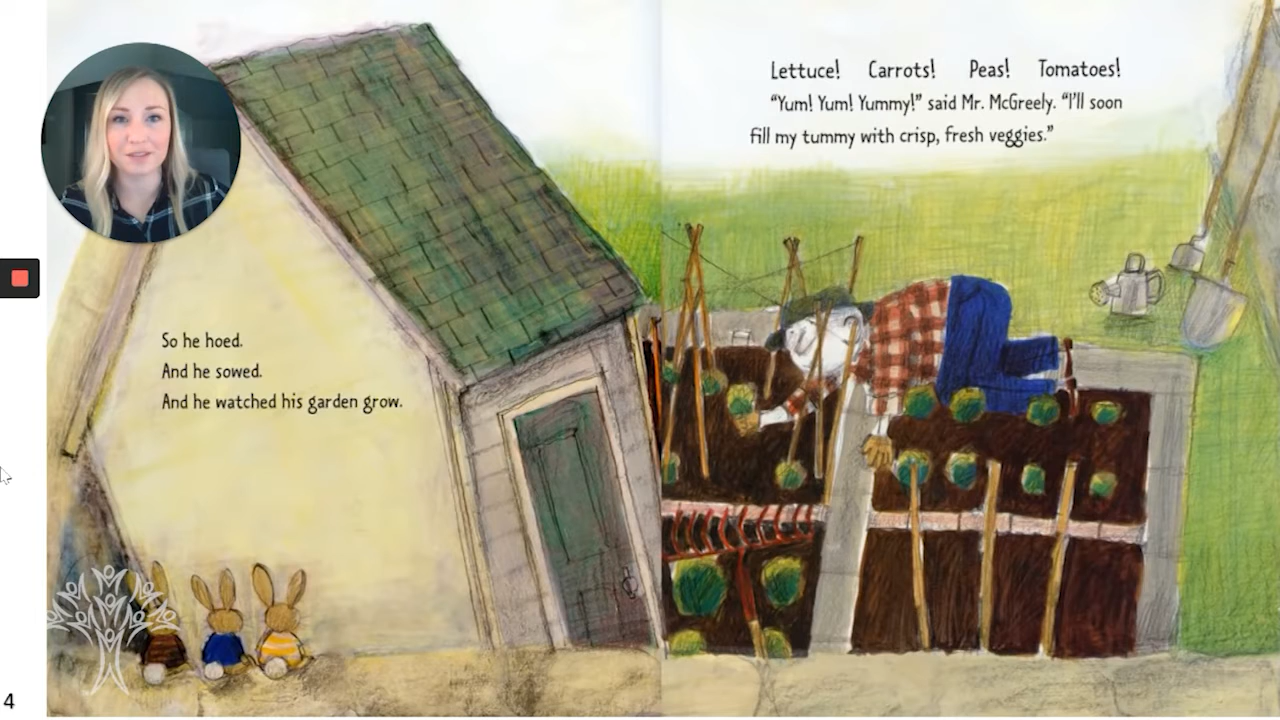 So he hoed.
And he sowed.
And he watched his garden grow.
Lettuce! Carrots! Peas! Tomatoes!
“Yum! Yum! Yummy!” said Mr. McGreely. “I’ll soon
fill my tummy with crisp, fresh veggies.”
4